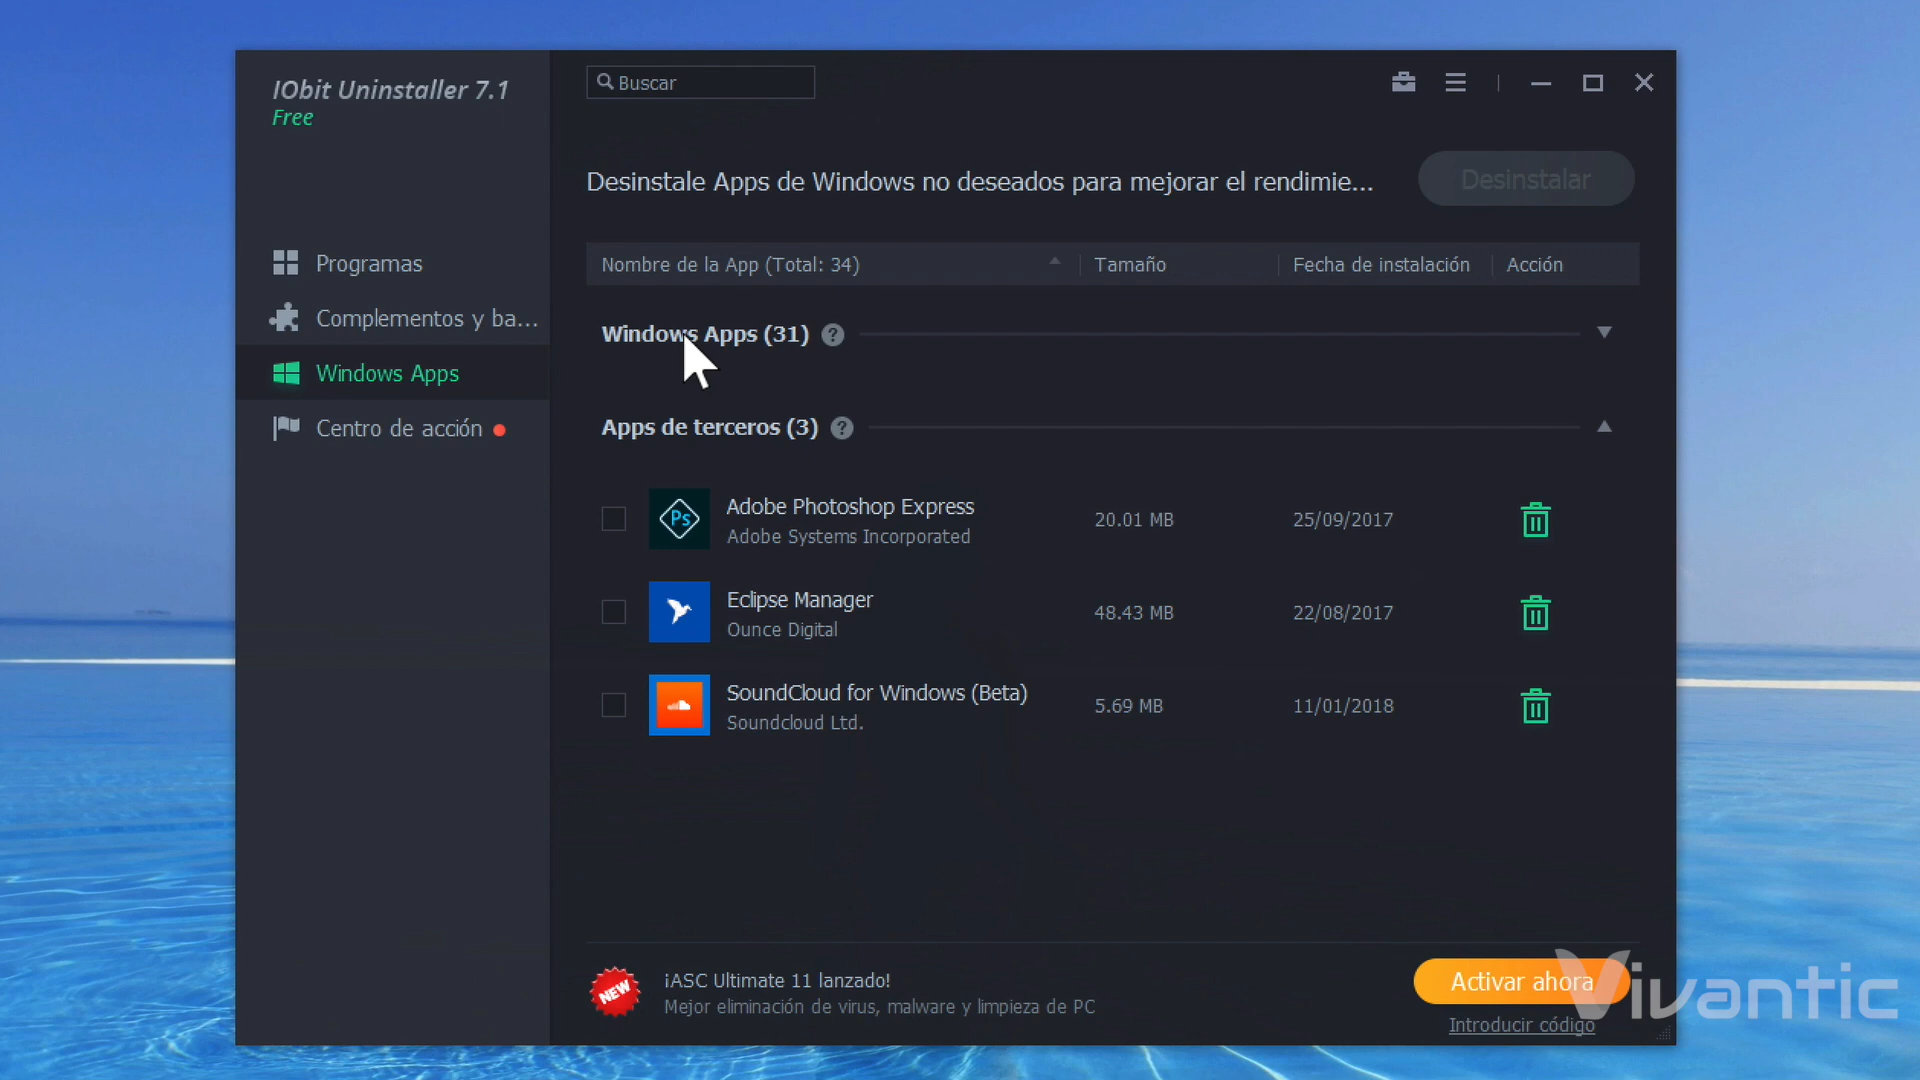 IObit Uninstaller 7.1
Free
Buscar
Desinstale Apps de Windows no deseados para mejorar el rendimie...
Desinstalar
Programas
Complementos y ba...
Windows Apps
Centro de acción
Nombre de la App (Total: 34) Tamaño Fecha de instalación Acción
Windows Apps (31) ?
Apps de terceros (3) ?
Ps
Adobe Photoshop Express
Adobe Systems Incorporated
20.01 MB 25/09/2017
Eclipse Manager
Ounce Digital
48.43 MB 22/08/2017
SoundCloud for Windows (Beta)
Soundcloud Ltd.
5.69 MB 11/01/2018
NEW
¡ASC Ultimate 11 lanzado!
Mejor eliminación de virus, malware y limpieza de PC
Activar ahora
Introducir código
Vivantic